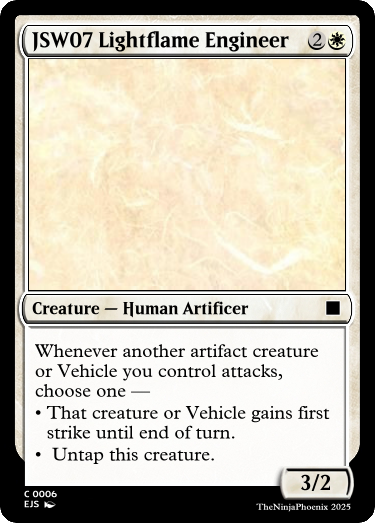 JSW07 Lightflame Engineer 2
Creature — Human Artificer
Whenever another artifact creature
or Vehicle you control attacks,
choose one —
• That creature or Vehicle gains first
strike until end of turn.
• Untap this creature.
3/2
C 0006
EJS
TheNinjaPhoenix 2025